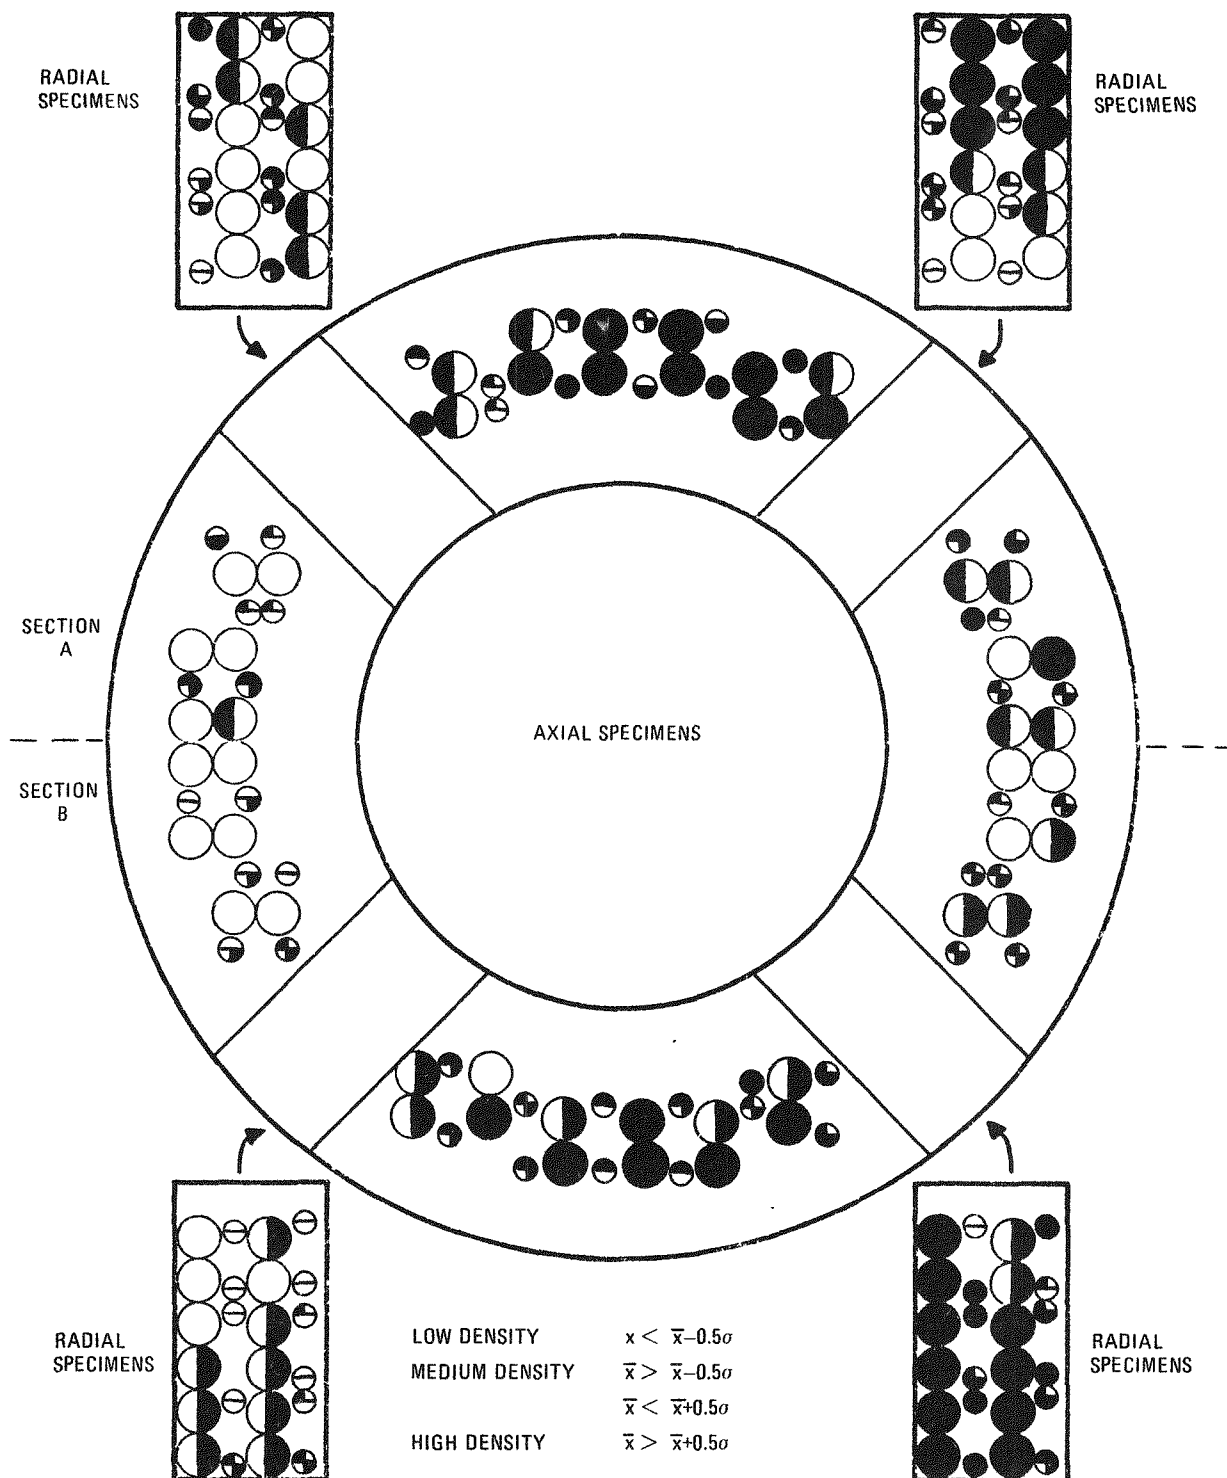 RADIAL
SPECIMENS
RADIAL
SPECIMENS
SECTION
A
AXIAL SPECIMENS
SECTION
B
RADIAL
SPECIMENS
LOW DENSITY x < x̅−0.5σ
MEDIUM DENSITY x̅ > x̅−0.5σ
x̅ < x̅+0.5σ
HIGH DENSITY x̅ > x̅+0.5σ
RADIAL
SPECIMENS